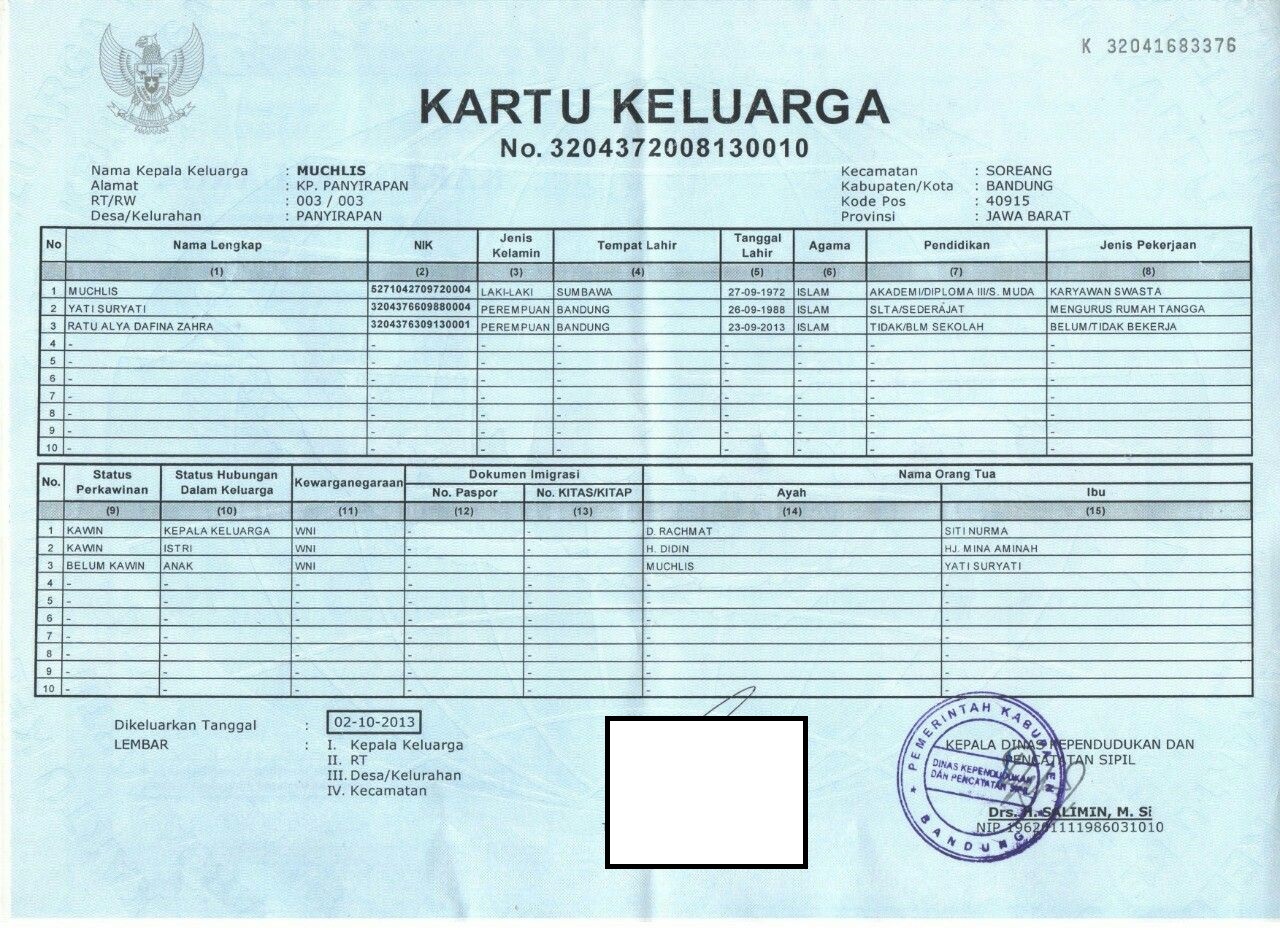 K 32041683376
KARTU KELUARGA
No. 3204372008130010
Nama Kepala Keluarga : MUCHLIS Kecamatan : SOREANG
Alamat : KP. PANYIRAPAN Kabupaten/Kota : BANDUNG
RT/RW : 003 / 003 Kode Pos : 40915
Desa/Kelurahan : PANYIRAPAN Provinsi : JAWA BARAT
No Nama Lengkap NIK Jenis Kelamin Tempat Lahir Tanggal Lahir Agama Pendidikan Jenis Pekerjaan
(1) (2) (3) (4) (5) (6) (7) (8)
1 MUCHLIS 5271042709720004 LAKI-LAKI SUMBAWA 27-09-1972 ISLAM AKADEMI/DIPLOMA III/S. MUDA KARYAWAN SWASTA
2 YATI SURYATI 3204376609880004 PEREMPUAN BANDUNG 26-09-1988 ISLAM SLTA/SEDERAJAT MENGURUS RUMAH TANGGA
3 RATU ALYA DAFINA ZAHRA 3204376309130001 PEREMPUAN BANDUNG 23-09-2013 ISLAM TIDAK/BLM SEKOLAH BELUM/TIDAK BEKERJA
4 - - - - - - - -
5 - - - - - - - -
6 - - - - - - - -
7 - - - - - - - -
8 - - - - - - - -
9 - - - - - - - -
10 - - - - - - - -
No. Status Perkawinan Status Hubungan Dalam Keluarga Kewarganegaraan Dokumen Imigrasi Nama Orang Tua
No. Paspor No. KITAS/KITAP Ayah Ibu
(9) (10) (11) (12) (13) (14) (15)
1 KAWIN KEPALA KELUARGA WNI - - D. RACHMAT SITI NURMA
2 KAWIN ISTRI WNI - - H. DIDIN HJ. MINA AMINAH
3 BELUM KAWIN ANAK WNI - - MUCHLIS YATI SURYATI
4 - - - - - - -
5 - - - - - - -
6 - - - - - - -
7 - - - - - - -
8 - - - - - - -
9 - - - - - - -
10 - - - - - - -
Dikeluarkan Tanggal : 02-10-2013
LEMBAR : I. Kepala Keluarga
II. RT
III. Desa/Kelurahan
IV. Kecamatan
KEPALA DINAS KEPENDUDUKAN DAN
PENCATATAN SIPIL
PEMERINTAH KABUPATEN
DINAS KEPENDUDUKAN
DAN PENCATATAN SIPIL
BANDUNG
Drs. H. SALIMIN, M. Si
NIP 196201111986031010